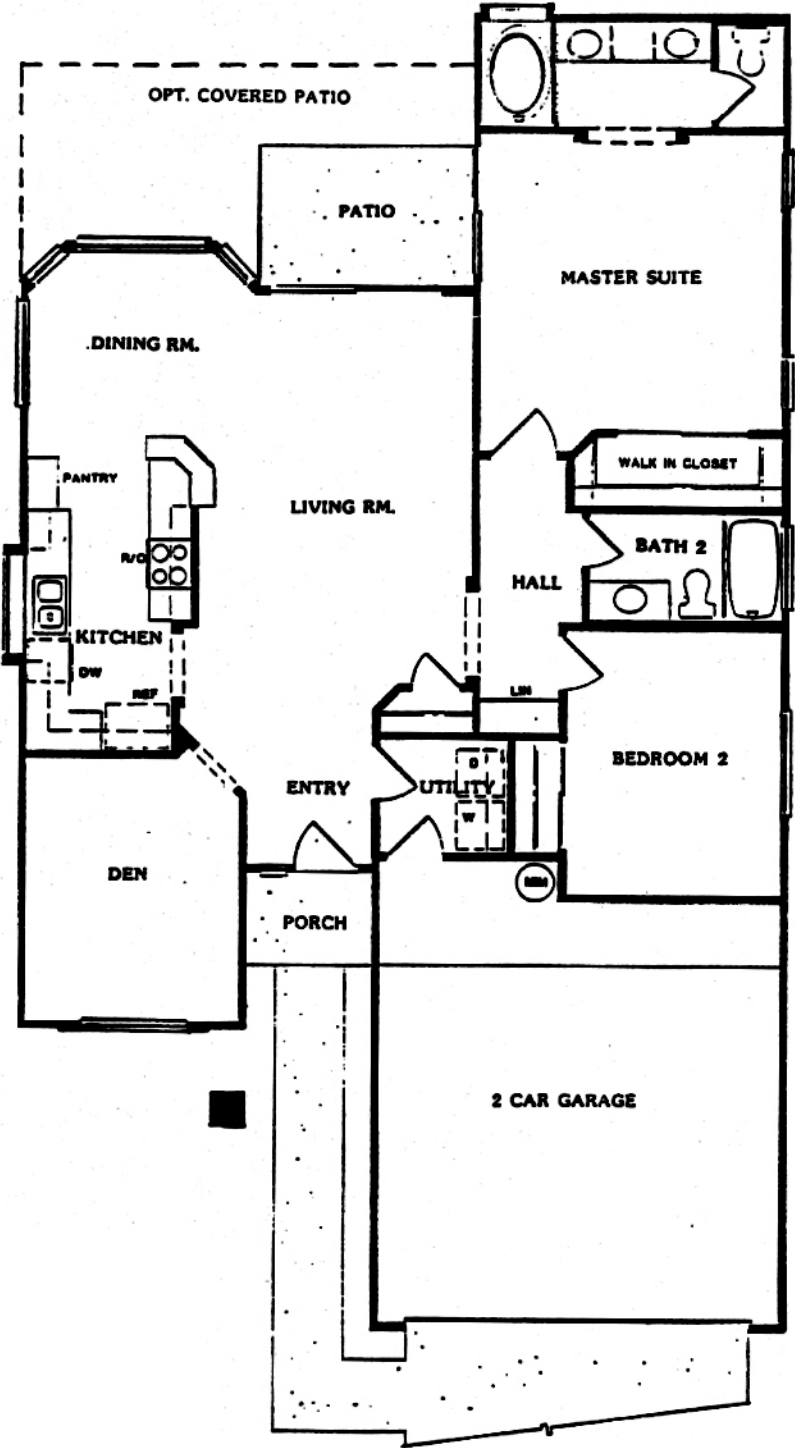 OPT. COVERED PATIO
PATIO
MASTER SUITE
.DINING RM.
WALK IN CLOSET
PANTRY
LIVING RM.
BATH 2
R/O
HALL
KITCHEN
DW
REF
LIN
BEDROOM 2
D
ENTRY
UTILITY
W
DEN
PORCH
2 CAR GARAGE